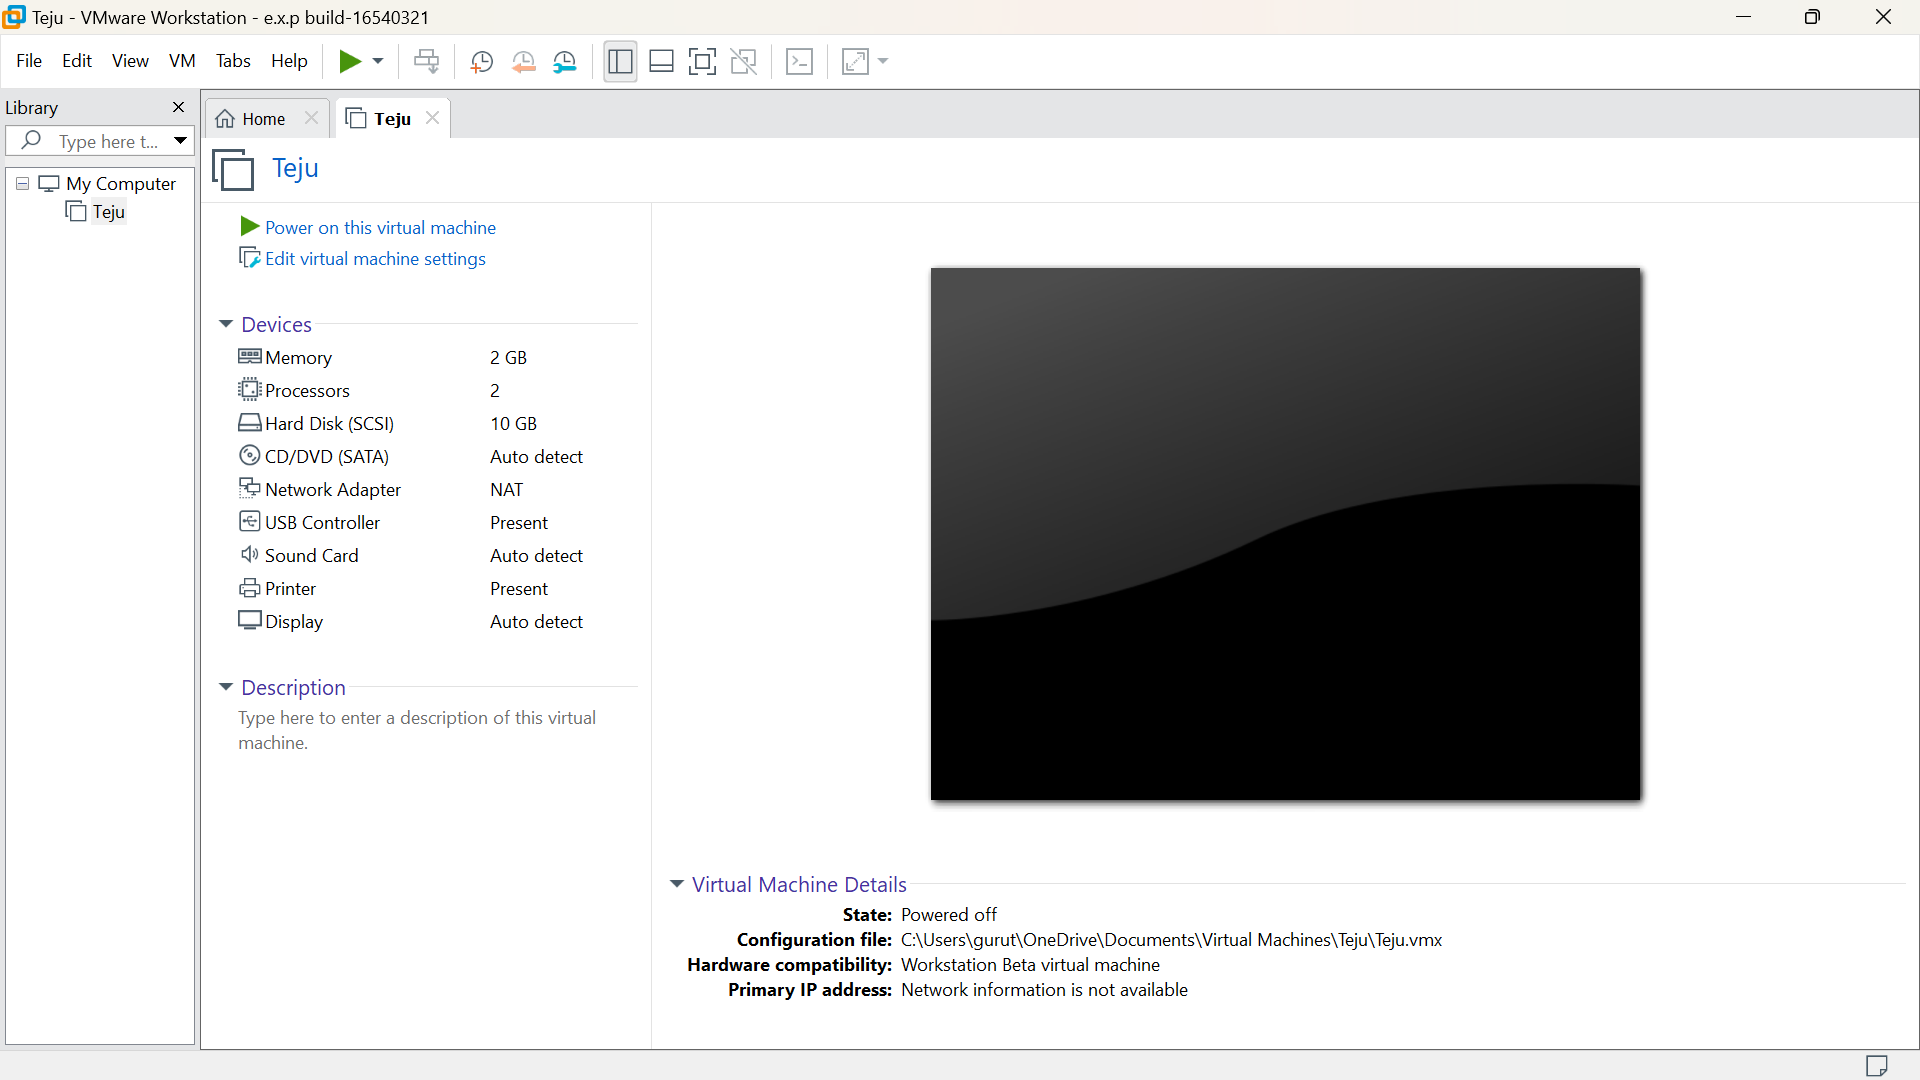 Teju - VMware Workstation - e.x.p build-16540321
File Edit View VM Tabs Help
Library
Type here t...
My Computer
Teju
Home
Teju
Teju
Power on this virtual machine
Edit virtual machine settings
Devices
Memory 2 GB
Processors 2
Hard Disk (SCSI) 10 GB
CD/DVD (SATA) Auto detect
Network Adapter NAT
USB Controller Present
Sound Card Auto detect
Printer Present
Display Auto detect
Description
Type here to enter a description of this virtual
machine.
Virtual Machine Details
State: Powered off
Configuration file: C:\Users\gurut\OneDrive\Documents\Virtual Machines\Teju\Teju.vmx
Hardware compatibility: Workstation Beta virtual machine
Primary IP address: Network information is not available